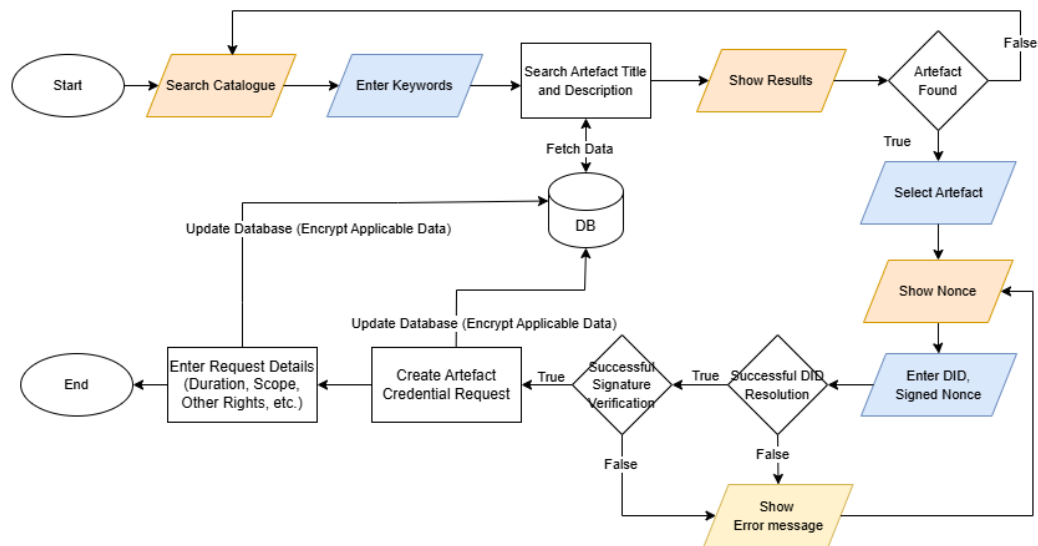 False
Start
Search Catalogue
Enter Keywords
Search Artefact Title
and Description
Show Results
Artefact
Found
True
Fetch Data
Select Artefact
DB
Update Database (Encrypt Applicable Data)
Show Nonce
Update Database (Encrypt Applicable Data)
End
Enter Request Details
(Duration, Scope,
Other Rights, etc.)
Create Artefact
Credential Request
True
Successful
Signature
Verification
True
Successful DID
Resolution
Enter DID,
Signed Nonce
False
False
Show
Error message